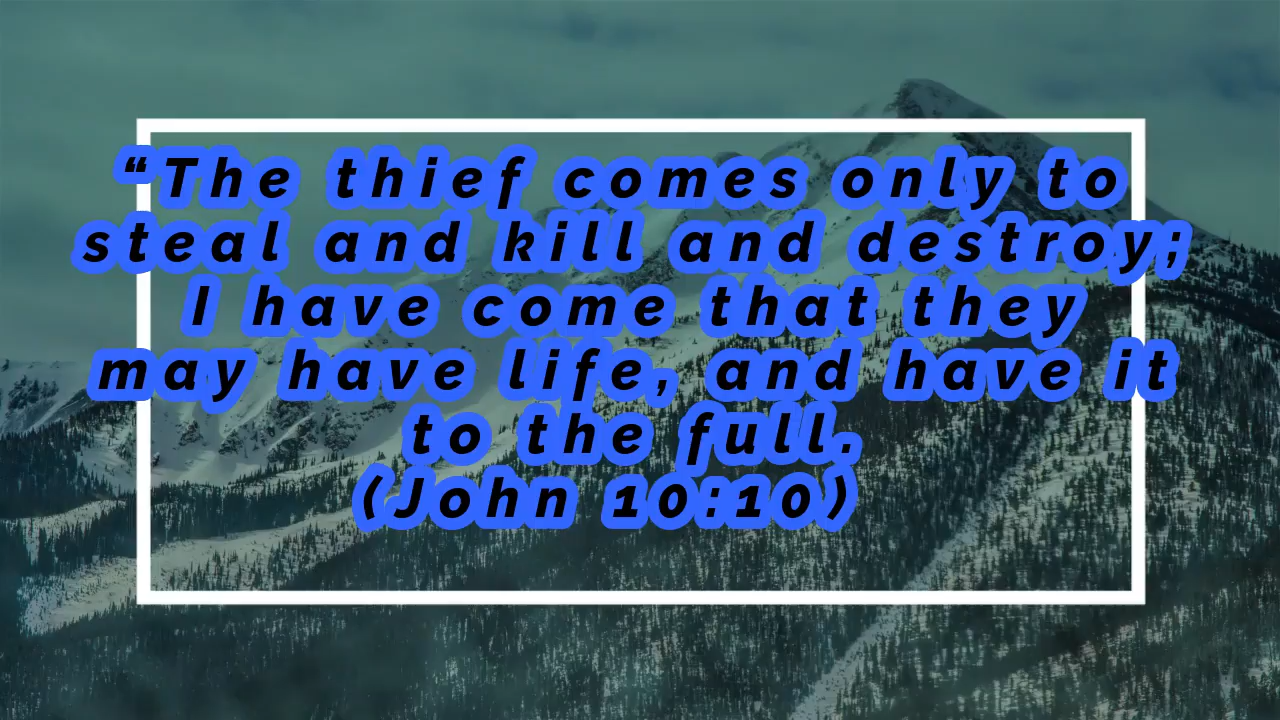 “The thief comes only to
steal and kill and destroy;
I have come that they
may have life, and have it
to the full.
(John 10:10)